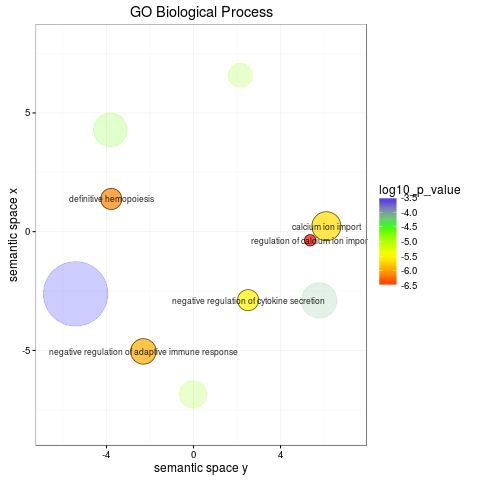 GO Biological Process
semantic space x
5
0
-5
definitive hemopoiesis
calcium ion import
regulation of calcium ion impor
negative regulation of cytokine secretion
negative regulation of adaptive immune response
-4
0
4
semantic space y
log10_p_value
-3.5
-4.0
-4.5
-5.0
-5.5
-6.0
-6.5